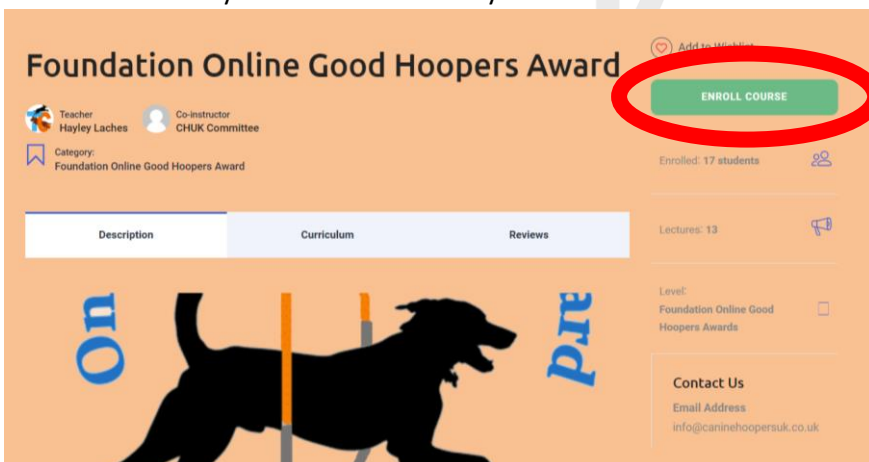 Foundation Online Good Hoopers Award
Teacher
Hayley Laches
Co-instructor
CHUK Committee
Category:
Foundation Online Good Hoopers Award
Description
Curriculum
Reviews
On
ard
Add to Wishlist
ENROLL COURSE
Enrolled: 17 students
Lectures: 13
Level:
Foundation Online Good
Hoopers Awards
Contact Us
Email Address
info@caninehoopersuk.co.uk